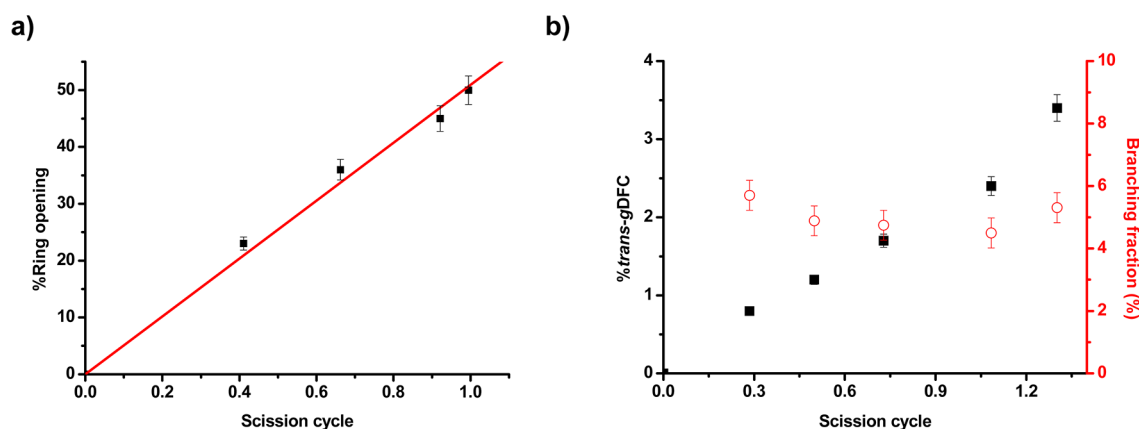 a)
%Ring opening
50
40
30
20
10
0
0.0 0.2 0.4 0.6 0.8 1.0
Scission cycle
b)
%trans-gDFC
4
3
2
1
0
0.3 0.6 0.9 1.2
Scission cycle
10
8
6
4
2
0
Branching fraction (%)